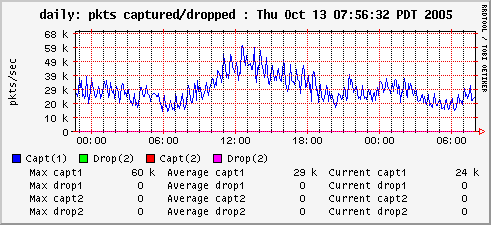 daily: pkts captured/dropped : Thu Oct 13 07:56:32 PDT 2005
RRDTOOL / TOBI OETIKER
pkts/sec
68 k
60 k
49 k
39 k
29 k
20 k
10 k
0
00:00 06:00 12:00 18:00 00:00 06:00
Capt(1) Drop(2) Capt(2) Drop(2)
Max capt1 60 k Average capt1 29 k Current capt1 24 k
Max drop1 0 Average drop1 0 Current drop1 0
Max capt2 0 Average capt2 0 Current capt2 0
Max drop2 0 Average drop2 0 Current drop2 0